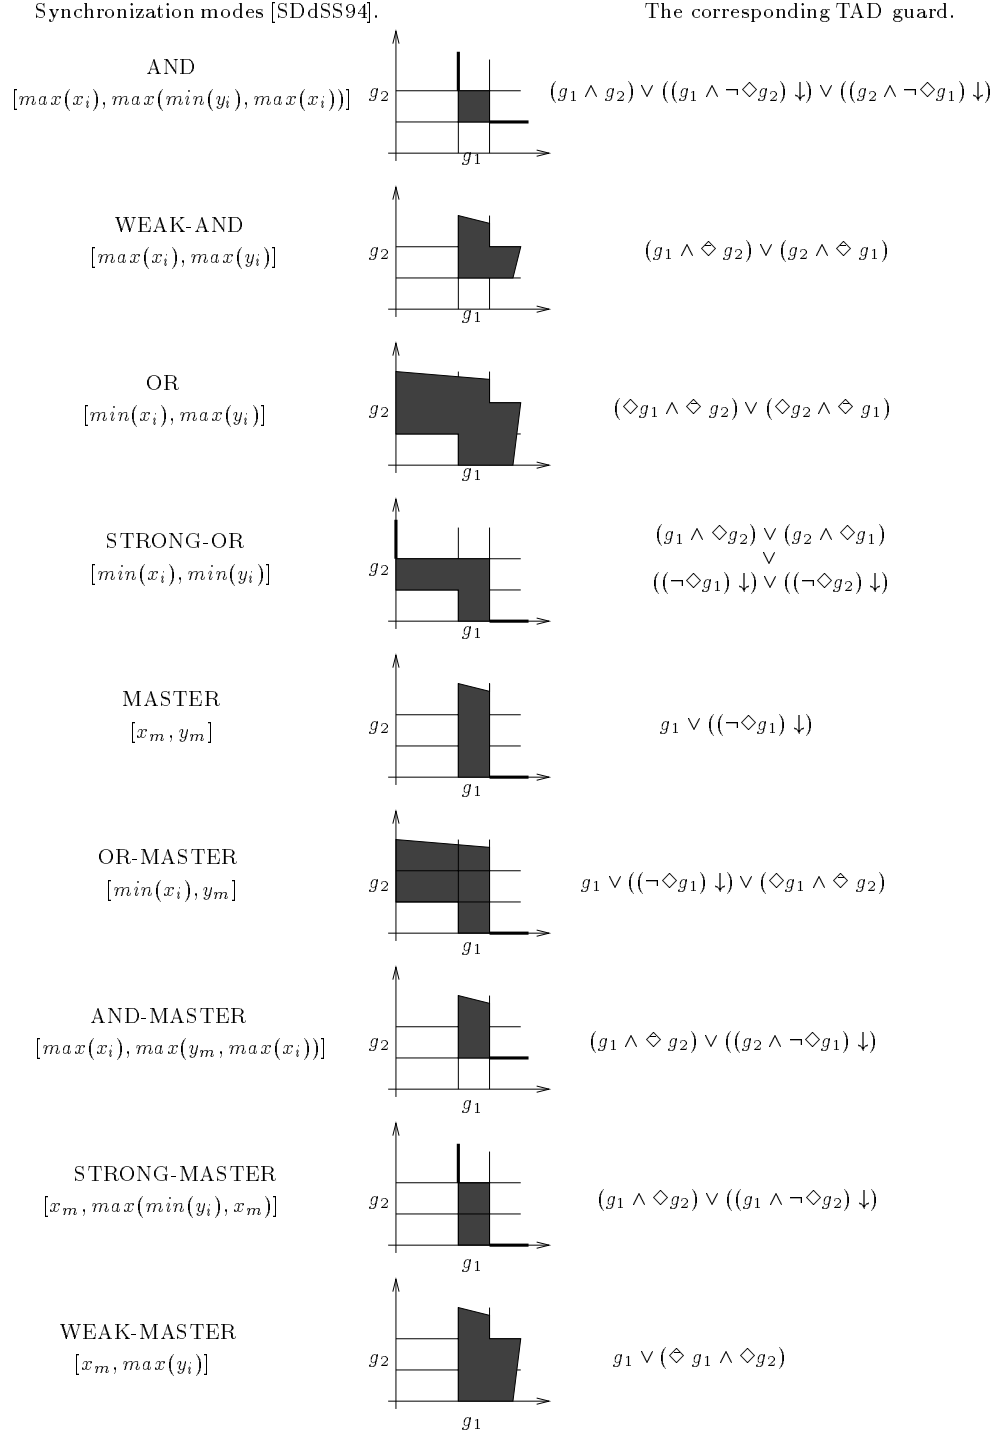 Synchronization modes [SDdSS94]. The corresponding TAD guard.
AND
[max(x_i), max(min(y_i), max(x_i))] g_2 (g_1 ∧ g_2) ∨ ((g_1 ∧ ¬◇g_2) ↓) ∨ ((g_2 ∧ ¬◇g_1) ↓)
g_1
WEAK-AND
[max(x_i), max(y_i)] g_2 (g_1 ∧ ⟐ g_2) ∨ (g_2 ∧ ⟐ g_1)
g_1
OR
[min(x_i), max(y_i)] g_2 (◇g_1 ∧ ⟐ g_2) ∨ (◇g_2 ∧ ⟐ g_1)
g_1
STRONG-OR (g_1 ∧ ◇g_2) ∨ (g_2 ∧ ◇g_1)
∨
[min(x_i), min(y_i)] g_2 ((¬◇g_1) ↓) ∨ ((¬◇g_2) ↓)
g_1
MASTER
[x_m, y_m] g_2 g_1 ∨ ((¬◇g_1) ↓)
g_1
OR-MASTER
[min(x_i), y_m] g_2 g_1 ∨ ((¬◇g_1) ↓) ∨ (◇g_1 ∧ ⟐ g_2)
g_1
AND-MASTER
[max(x_i), max(y_m, max(x_i))] g_2 (g_1 ∧ ⟐ g_2) ∨ ((g_2 ∧ ¬◇g_1) ↓)
g_1
STRONG-MASTER
[x_m, max(min(y_i), x_m)] g_2 (g_1 ∧ ◇g_2) ∨ ((g_1 ∧ ¬◇g_2) ↓)
g_1
WEAK-MASTER
[x_m, max(y_i)] g_2 g_1 ∨ (⟐ g_1 ∧ ◇g_2)
g_1